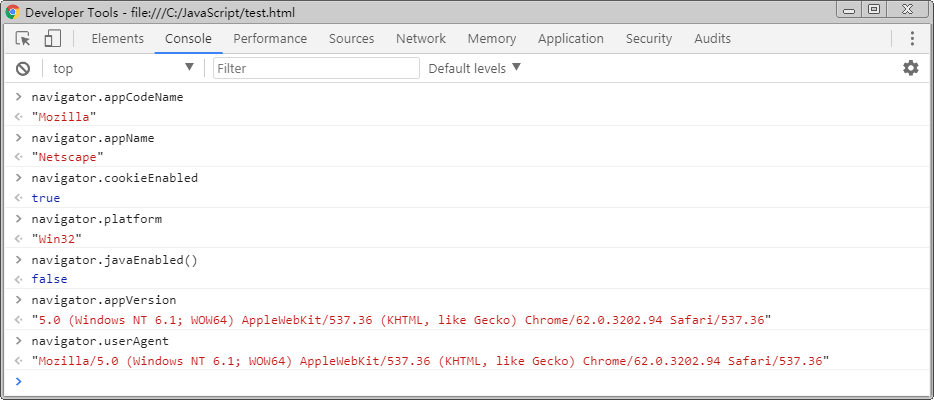 Developer Tools - file:///C:/JavaScript/test.html
Elements Console Performance Sources Network Memory Application Security Audits
top Filter Default levels
navigator.appCodeName
"Mozilla"
navigator.appName
"Netscape"
navigator.cookieEnabled
true
navigator.platform
"Win32"
navigator.javaEnabled()
false
navigator.appVersion
"5.0 (Windows NT 6.1; WOW64) AppleWebKit/537.36 (KHTML, like Gecko) Chrome/62.0.3202.94 Safari/537.36"
navigator.userAgent
"Mozilla/5.0 (Windows NT 6.1; WOW64) AppleWebKit/537.36 (KHTML, like Gecko) Chrome/62.0.3202.94 Safari/537.36"